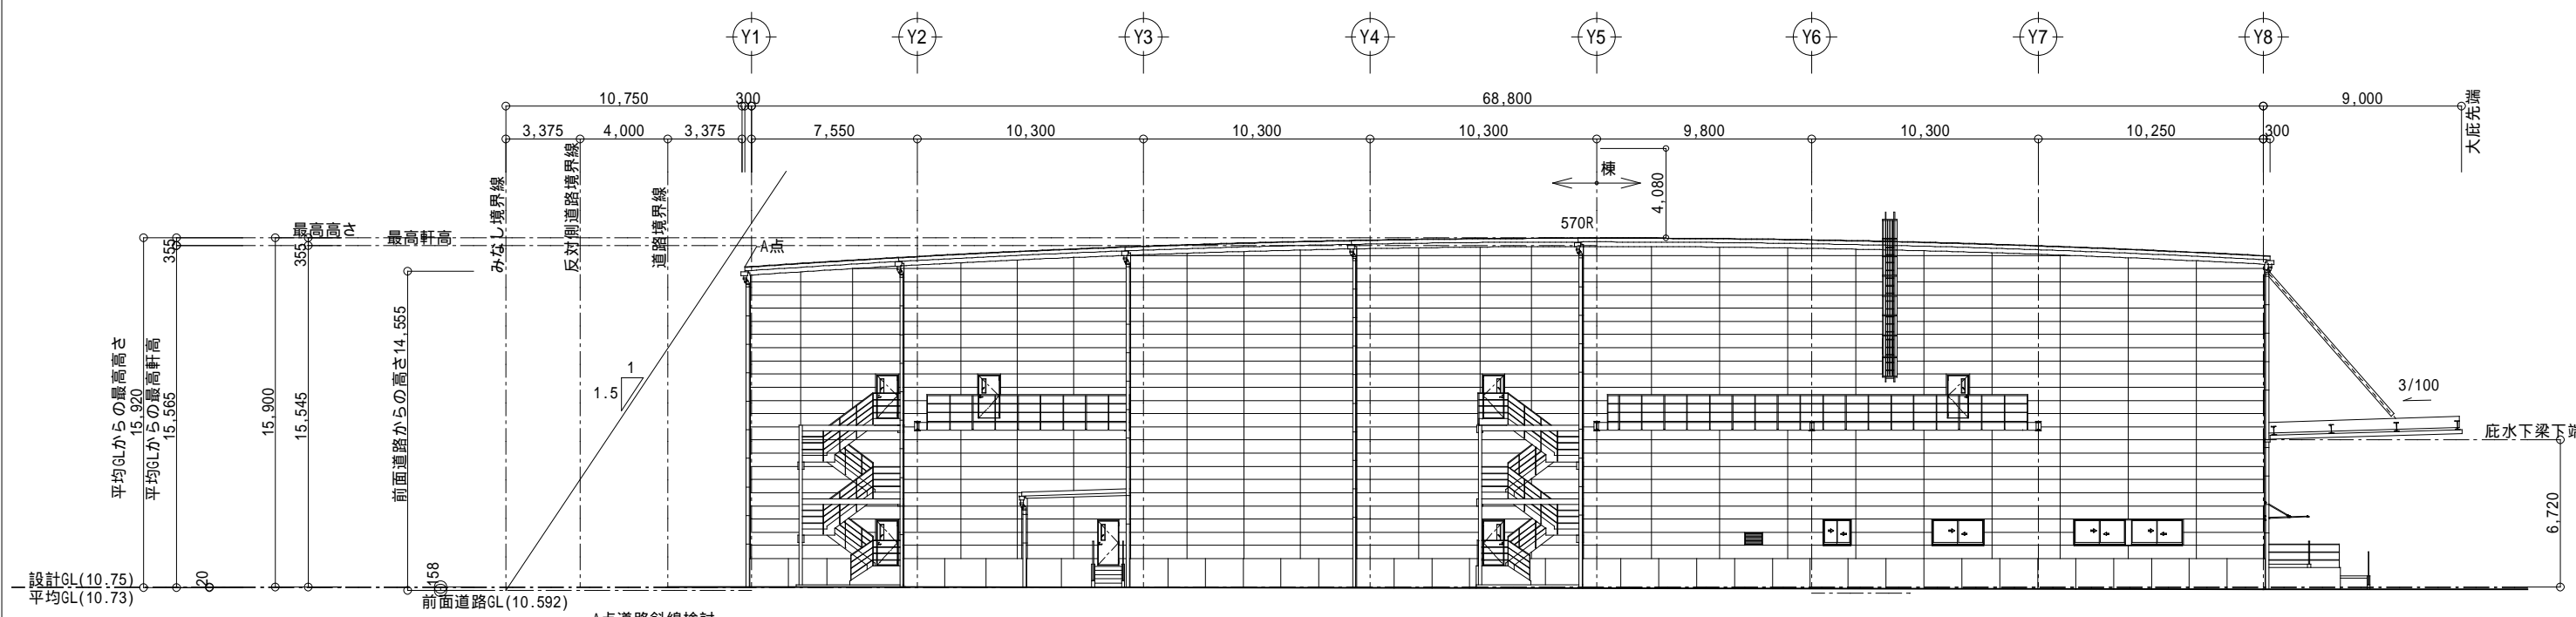 Y1
Y2
Y3
Y4
Y5
Y6
Y7
Y8
10,750
300
68,800
9,000
3,375
4,000
3,375
7,550
10,300
10,300
10,300
9,800
10,300
10,250
300
大庇先端
みなし境界線
反対側道路境界線
道路境界線
棟
4,080
570R
最高高さ
最高軒高
355
355
A点
平均GLからの最高高さ
15,920
平均GLからの最高軒高
15,565
15,900
15,545
前面道路からの高さ14,555
1
1.5
3/100
庇水下梁下端
6,720
設計GL(10.75)
平均GL(10.73)
20
158
前面道路GL(10.592)
A点道路斜線検討